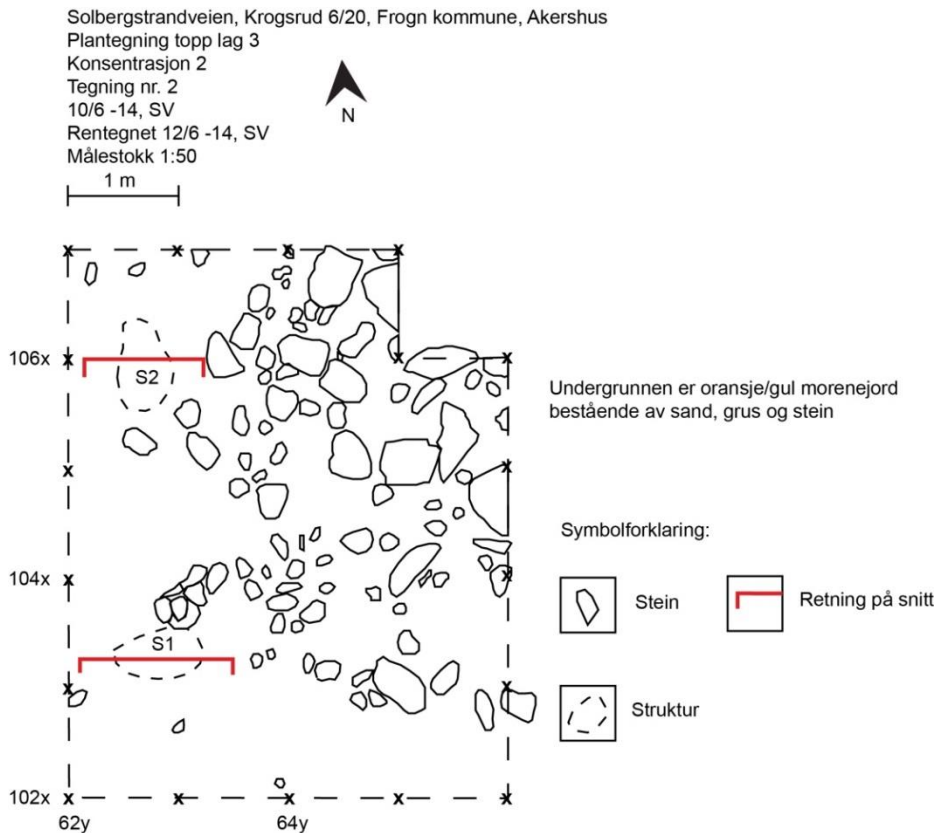 Solbergstrandveien, Krogsrud 6/20, Frogn kommune, Akershus
Plantegning topp lag 3
Konsentrasjon 2
Tegning nr. 2
10/6 -14, SV
Rentegnet 12/6 -14, SV
Målestokk 1:50
1 m
N
106x
S2
Undergrunnen er oransje/gul morenejord
bestående av sand, grus og stein
Symbolforklaring:
104x
Stein
Retning på snitt
S1
Struktur
102x
62y
64y